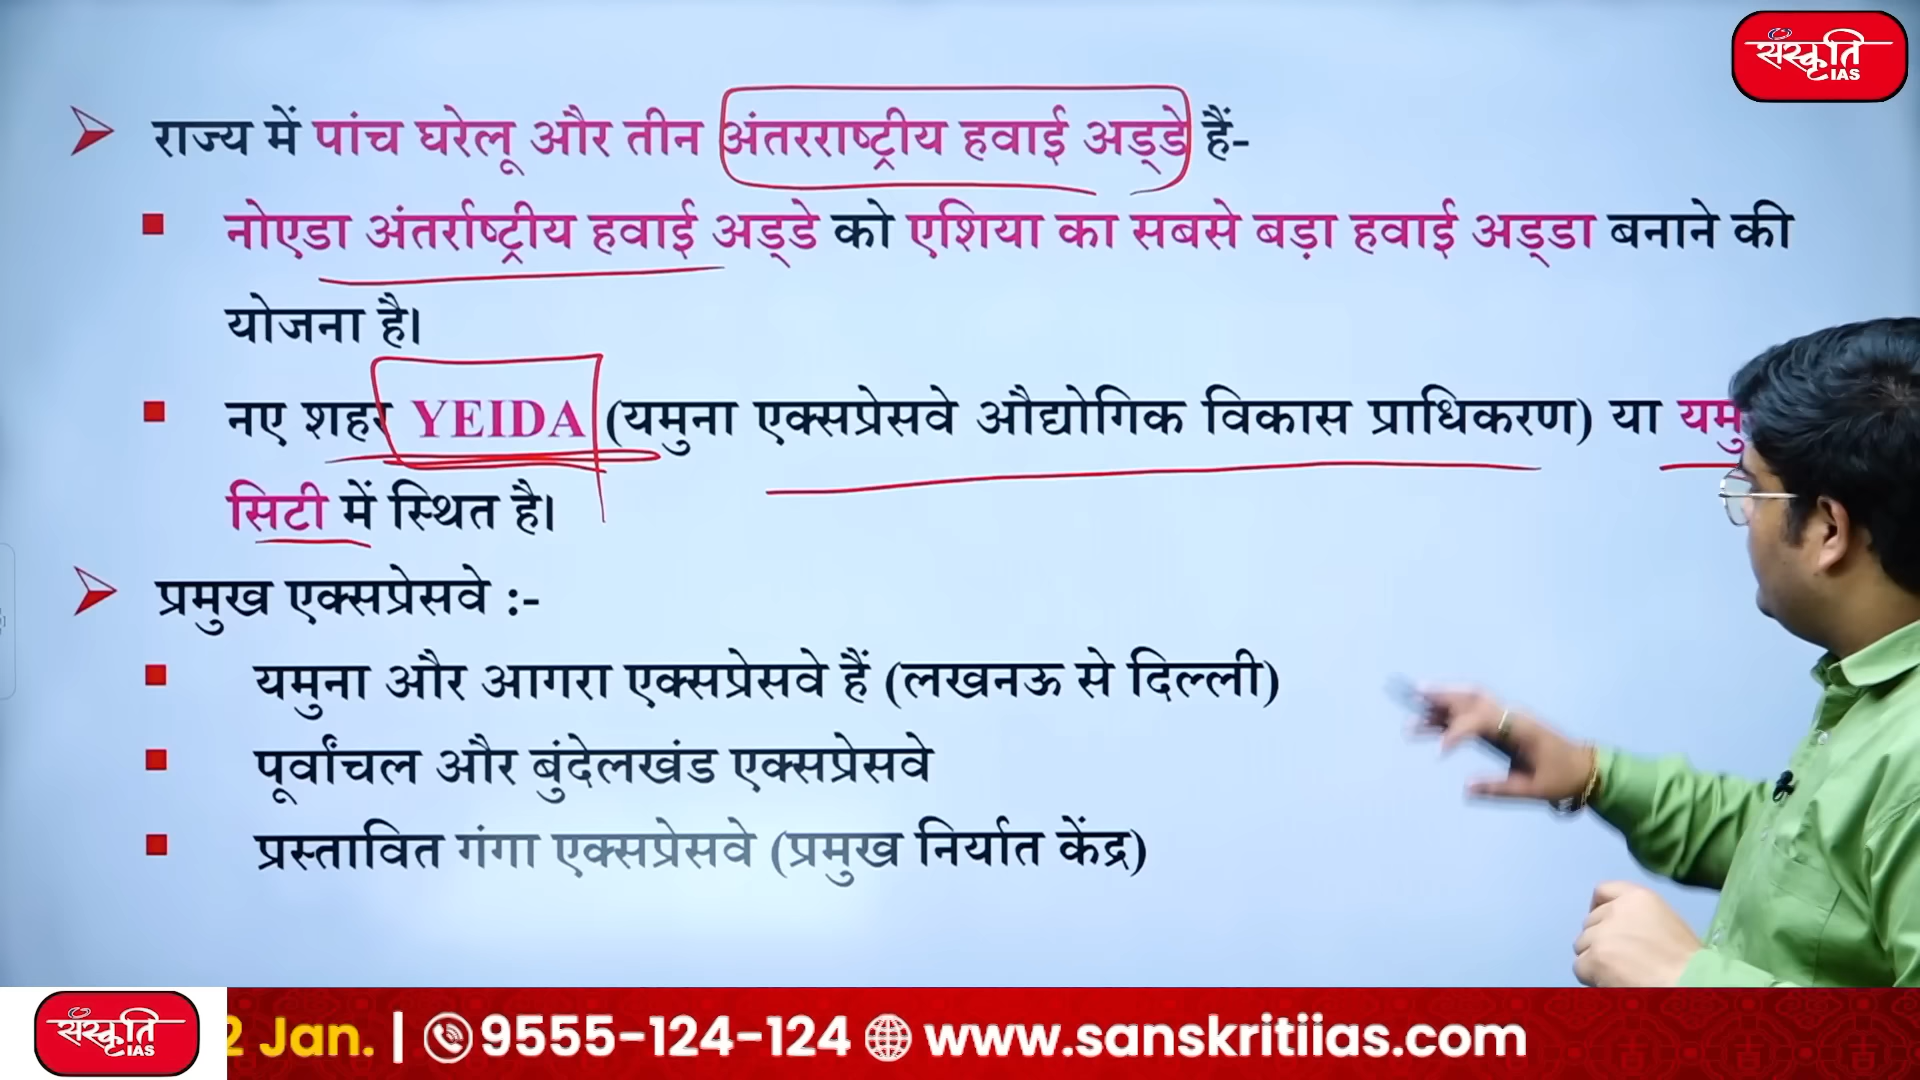 संस्कृति
IAS
राज्य में पांच घरेलू और तीन अंतरराष्ट्रीय हवाई अड्डे हैं-
नोएडा अंतर्राष्ट्रीय हवाई अड्डे को एशिया का सबसे बड़ा हवाई अड्डा बनाने की
योजना है।
नए शहर YEIDA (यमुना एक्सप्रेसवे औद्योगिक विकास प्राधिकरण) या
सिटी में स्थित है।
प्रमुख एक्सप्रेसवे :-
यमुना और आगरा एक्सप्रेसवे हैं (लखनऊ से दिल्ली)
पूर्वांचल और बुंदेलखंड एक्सप्रेसवे
प्रस्तावित गंगा एक्सप्रेसवे (प्रमुख निर्यात केंद्र)
संस्कृति
IAS
2 Jan. | 9555-124-124 www.sanskritiias.com